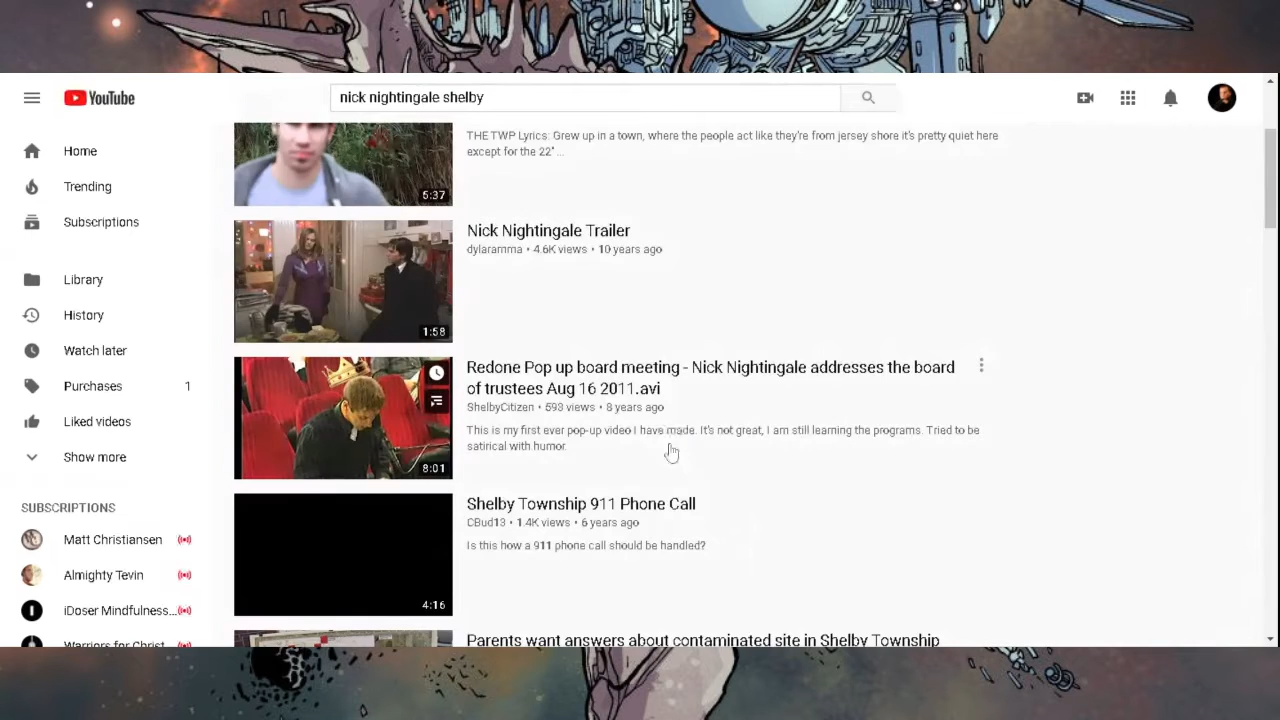 YouTube
nick nightingale shelby
Home
Trending
Subscriptions
Library
History
Watch later
Purchases 1
Liked videos
Show more
SUBSCRIPTIONS
Matt Christiansen
Almighty Tevin
iDoser Mindfulness...
Warriors for Christ
THE TWP Lyrics: Grew up in a town, where the people act like they're from jersey shore it's pretty quiet here
except for the 22" ...
5:37
Nick Nightingale Trailer
dylaramma • 4.6K views • 10 years ago
1:58
Redone Pop up board meeting - Nick Nightingale addresses the board
of trustees Aug 16 2011.avi
ShelbyCitizen • 593 views • 8 years ago
This is my first ever pop-up video I have made. It's not great, I am still learning the programs. Tried to be
satirical with humor.
8:01
Shelby Township 911 Phone Call
CBud13 • 1.4K views • 6 years ago
Is this how a 911 phone call should be handled?
4:16
Parents want answers about contaminated site in Shelby Township